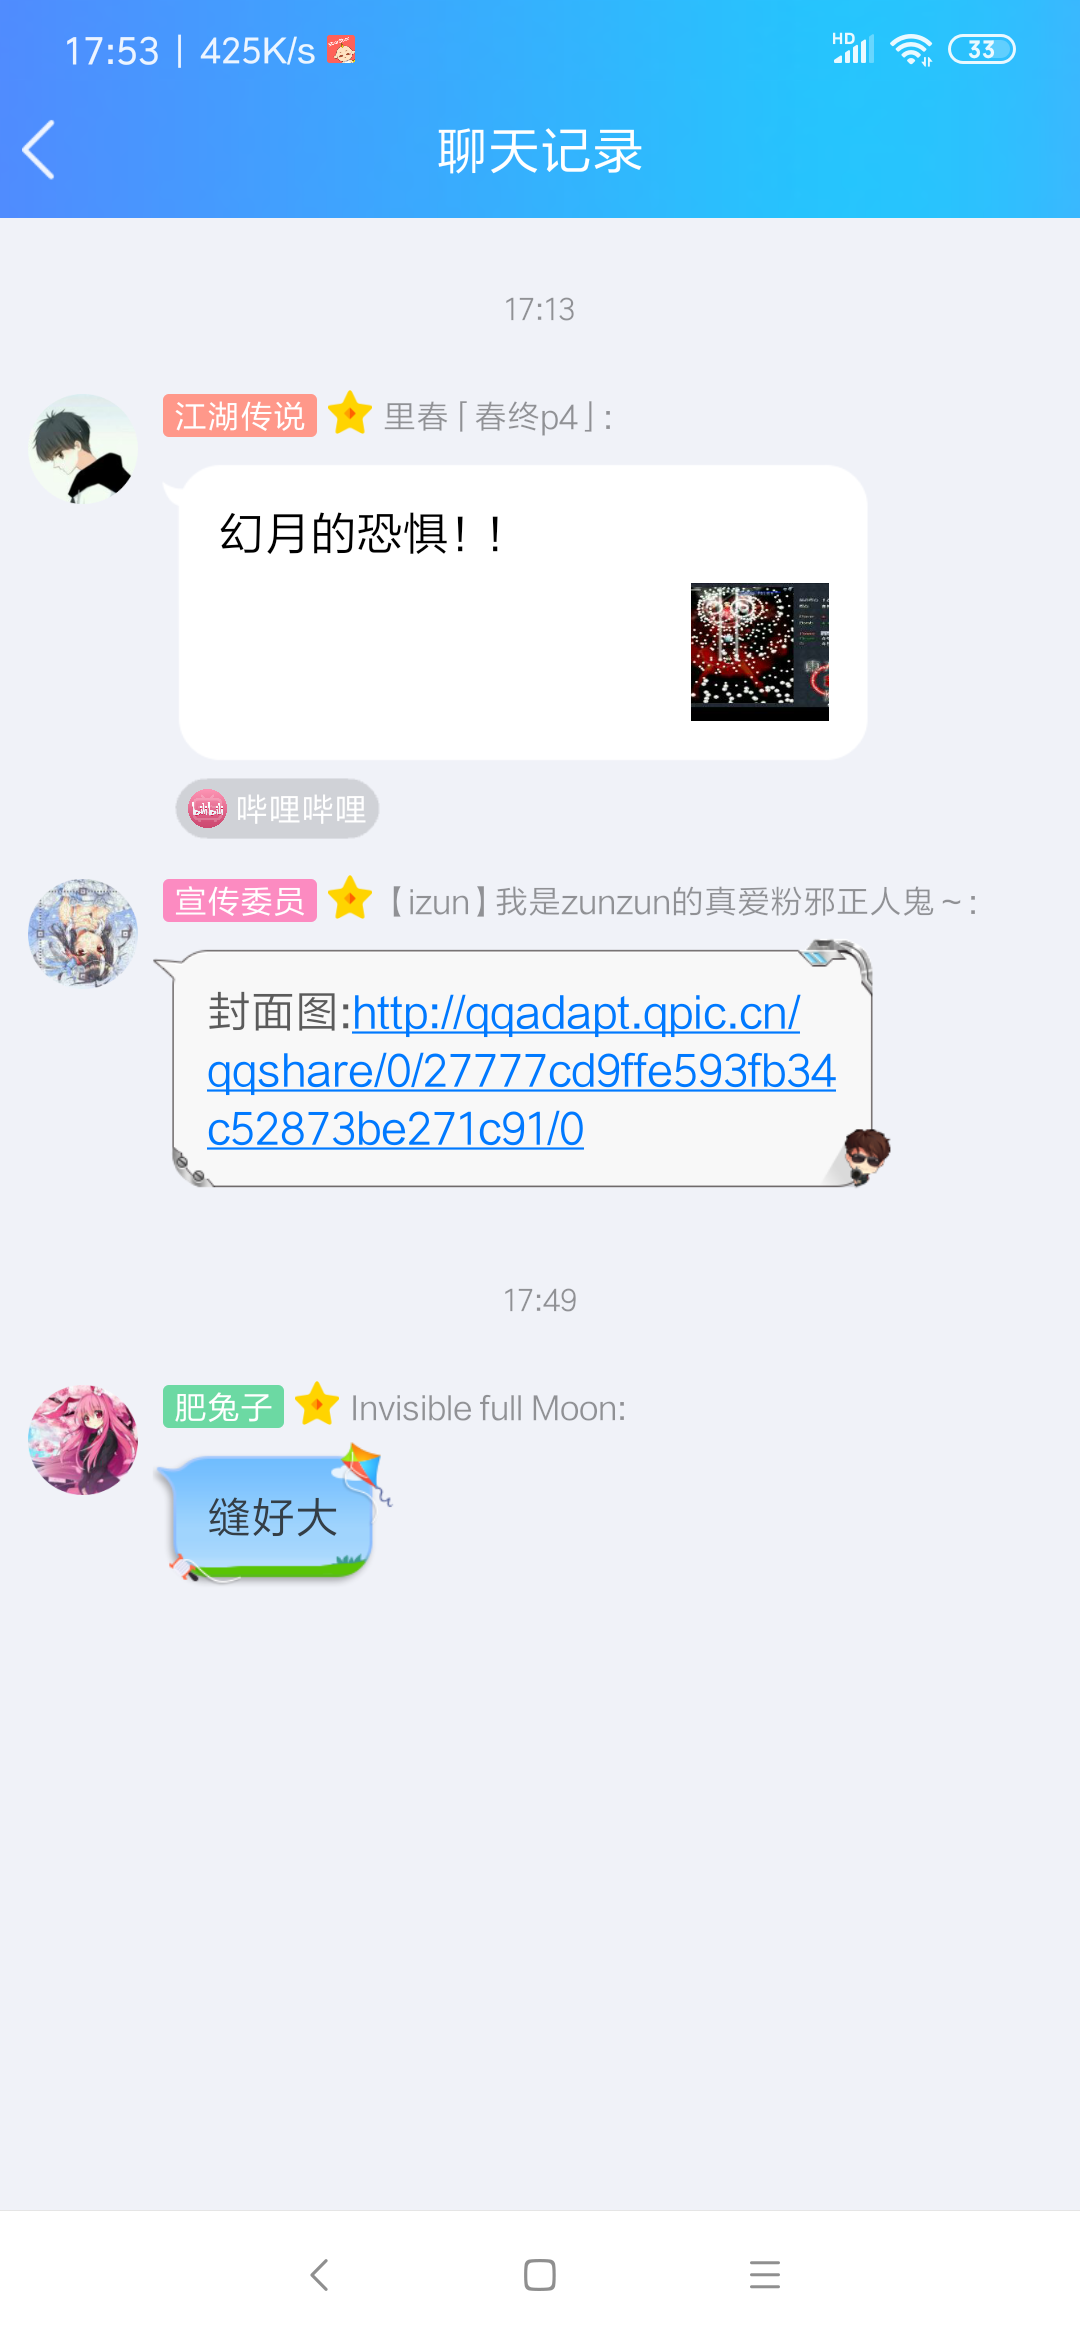 17:53 | 425K/s
HD
33
聊天记录
17:13
江湖传说 里春「春终p4」:
幻月的恐惧！！
bilibili 哔哩哔哩
宣传委员 【izun】我是zunzun的真爱粉邪正人鬼～:
封面图:http://qqadapt.qpic.cn/
qqshare/0/27777cd9ffe593fb34
c52873be271c91/0
17:49
肥兔子 Invisible full Moon:
缝好大